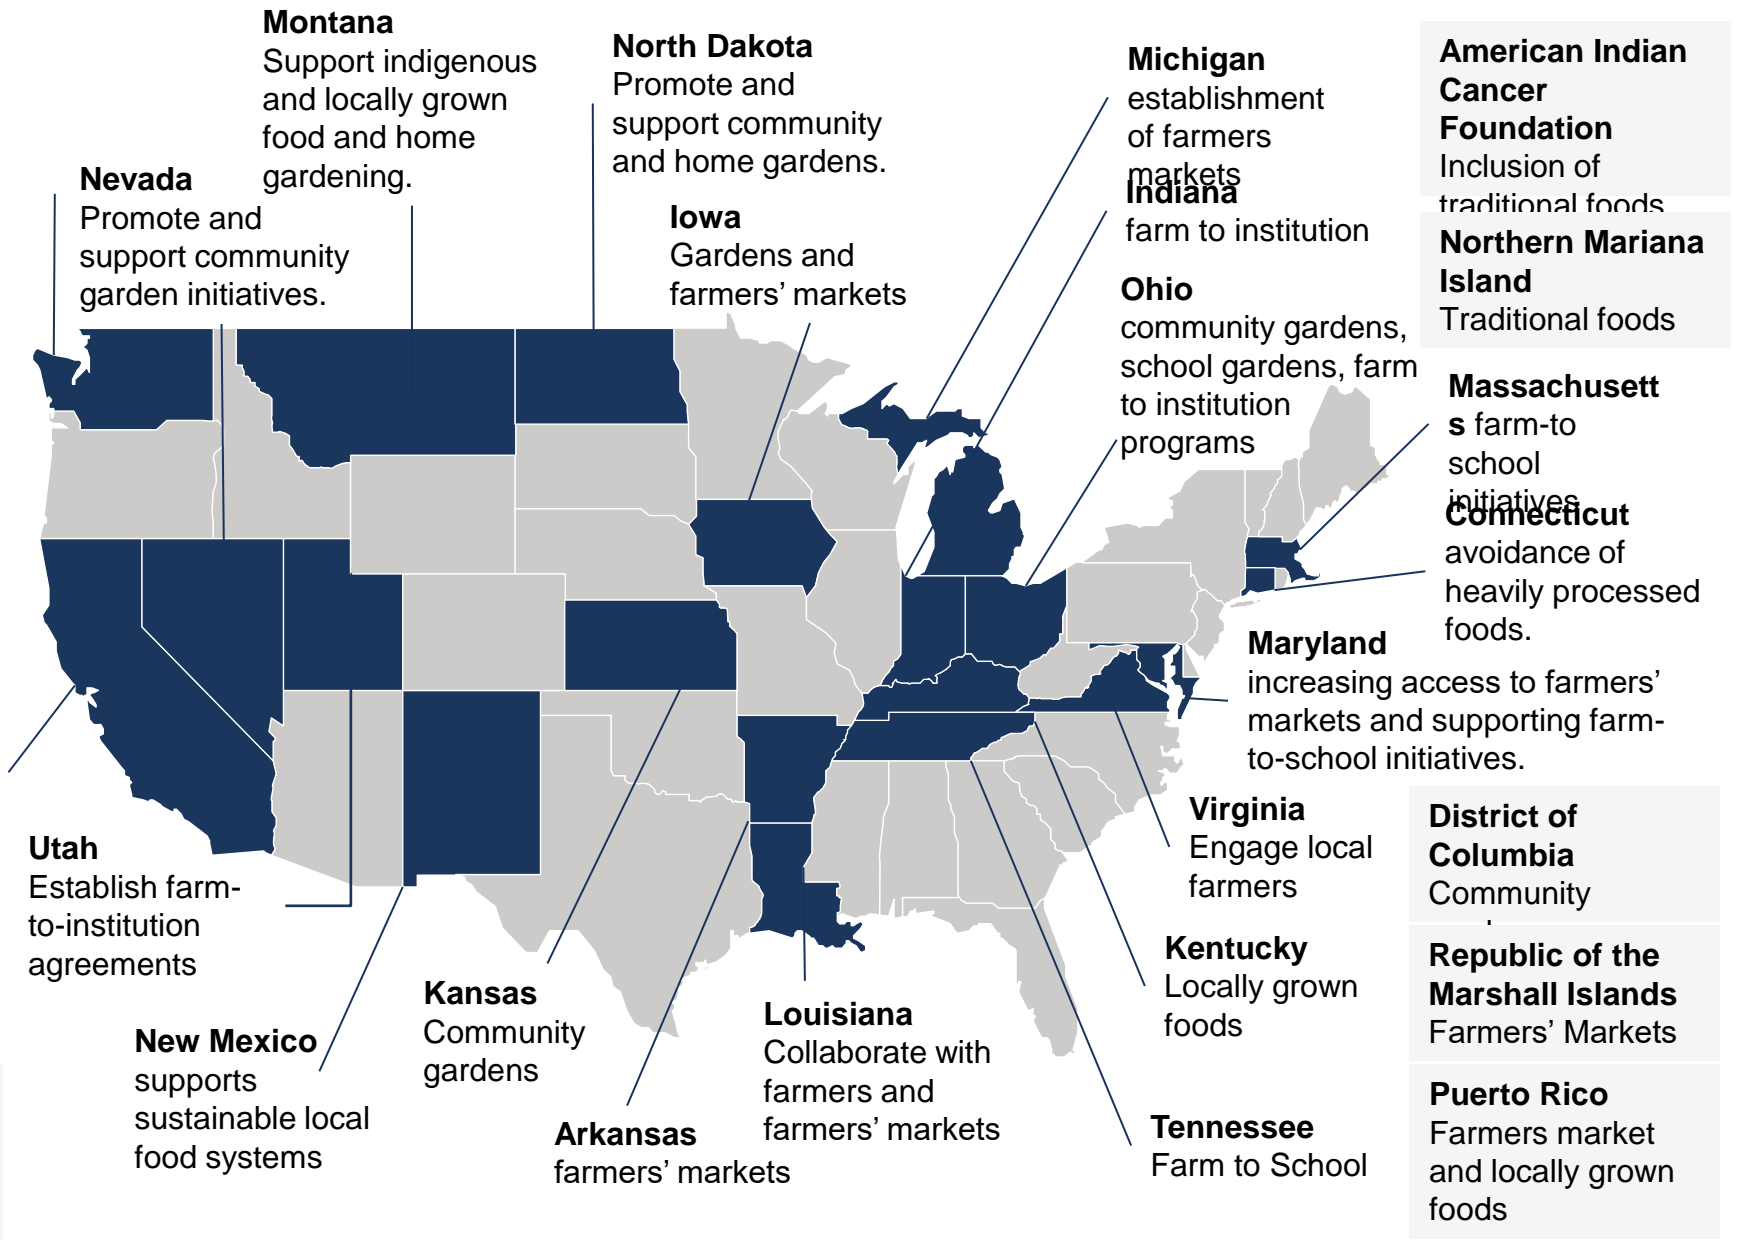 Montana
Support indigenous
and locally grown
food and home
gardening.
North Dakota
Promote and
support community
and home gardens.
Michigan
establishment
of farmers
markets
American Indian
Cancer
Foundation
Inclusion of
traditional foods
Nevada
Promote and
support community
garden initiatives.
Iowa
Gardens and
farmers’ markets
Indiana
farm to institution
Northern Mariana
Island
Traditional foods
Ohio
community gardens,
school gardens, farm
to institution
programs
Massachusett
s farm-to
school
initiatives
Connecticut
avoidance of
heavily processed
foods.
Maryland
increasing access to farmers’
markets and supporting farm-
to-school initiatives.
Virginia
Engage local
farmers
District of
Columbia
Community
Utah
Establish farm-
to-institution
agreements
Kentucky
Locally grown
foods
Republic of the
Marshall Islands
Farmers’ Markets
Kansas
Community
gardens
Louisiana
Collaborate with
farmers and
farmers’ markets
New Mexico
supports
sustainable local
food systems
Arkansas
farmers’ markets
Tennessee
Farm to School
Puerto Rico
Farmers market
and locally grown
foods